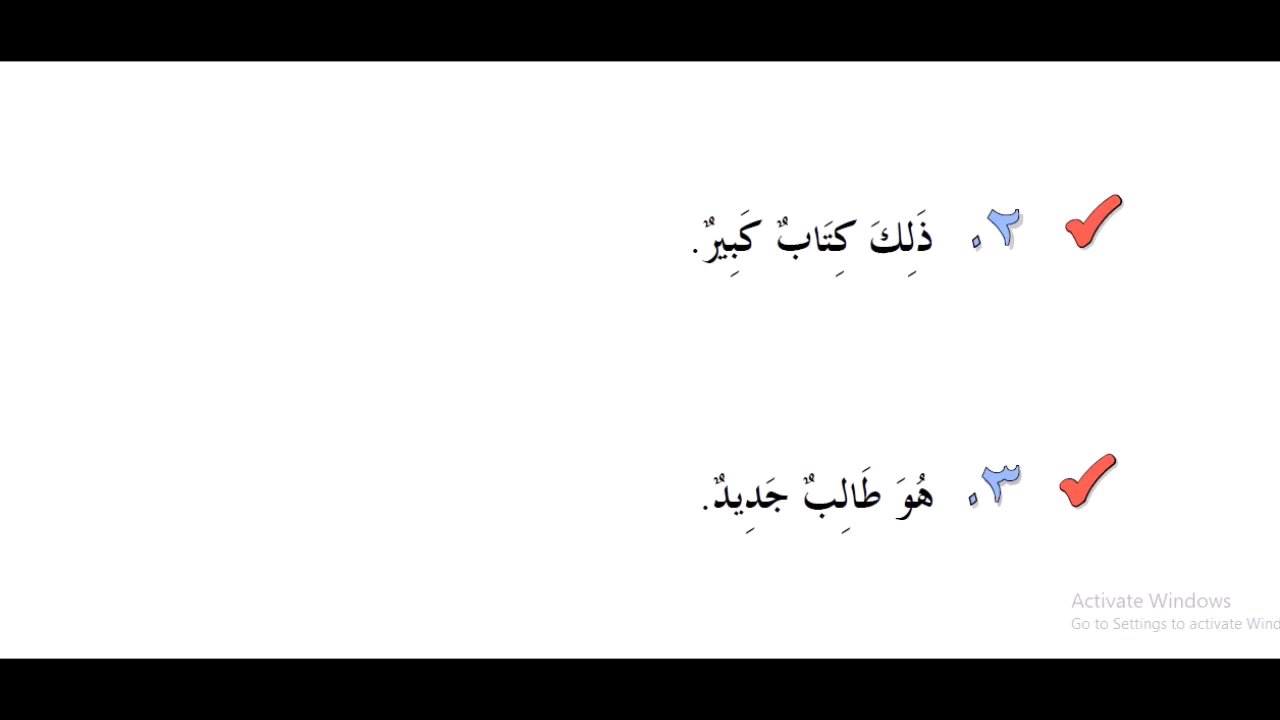 ٢. ذَلِكَ كِتَابٌ كَبِيرٌ.
٣. هُوَ طَالِبٌ جَدِيدٌ.
Activate Windows
Go to Settings to activate Wind